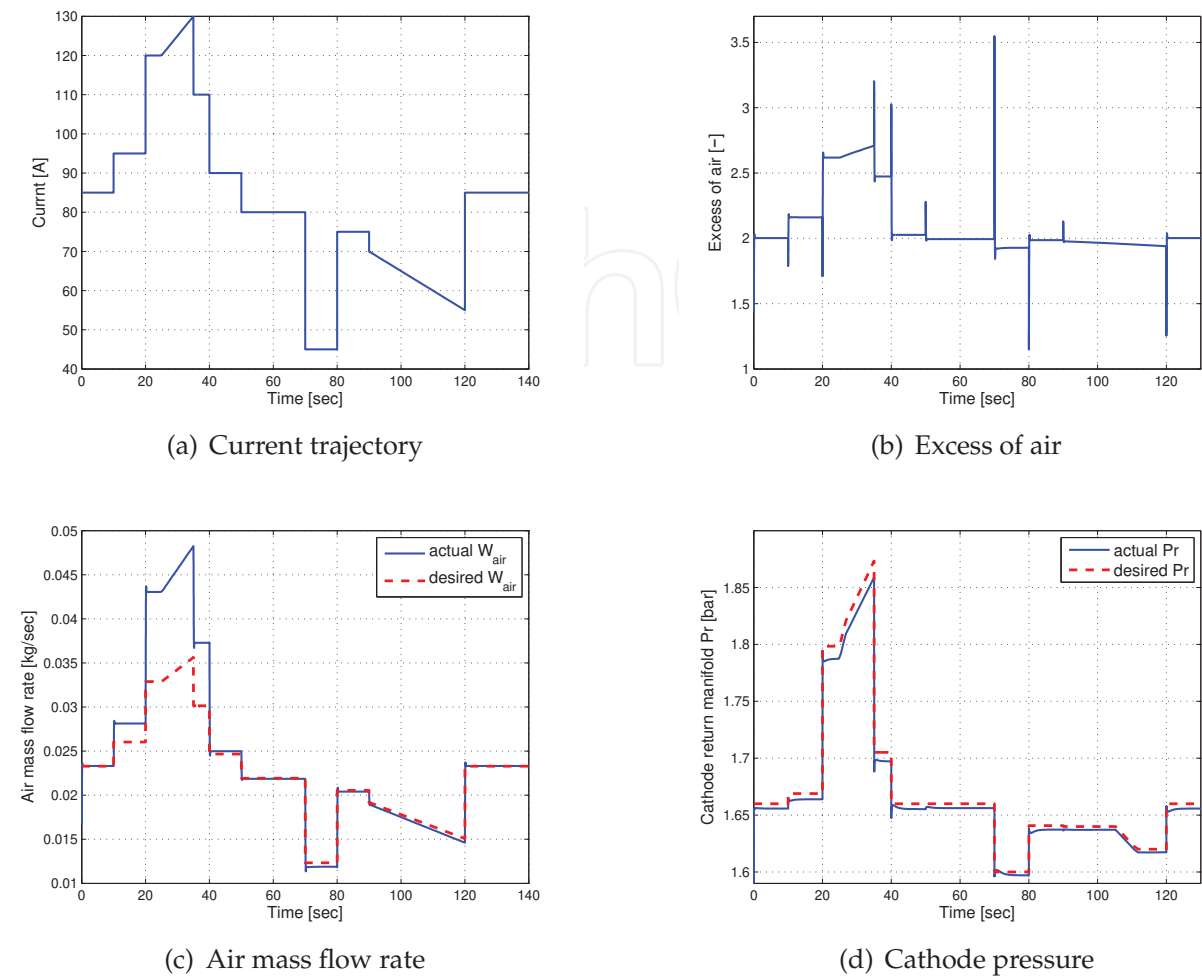 130
120
110
100
90
80
70
60
50
40
Currnt [A]
0 20 40 60 80 100 120 140
Time [sec]
(a) Current trajectory
3.5
3
2.5
2
1.5
1
Excess of air [−]
0 20 40 60 80 100 120
Time [sec]
(b) Excess of air
0.05
0.045
0.04
0.035
0.03
0.025
0.02
0.015
0.01
Air mass flow rate [kg/sec]
actual W_air
desired W_air
0 20 40 60 80 100 120 140
Time [sec]
(c) Air mass flow rate
1.85
1.8
1.75
1.7
1.65
1.6
Cathode return manifold Pr [bar]
actual Pr
desired Pr
0 20 40 60 80 100 120
Time [sec]
(d) Cathode pressure